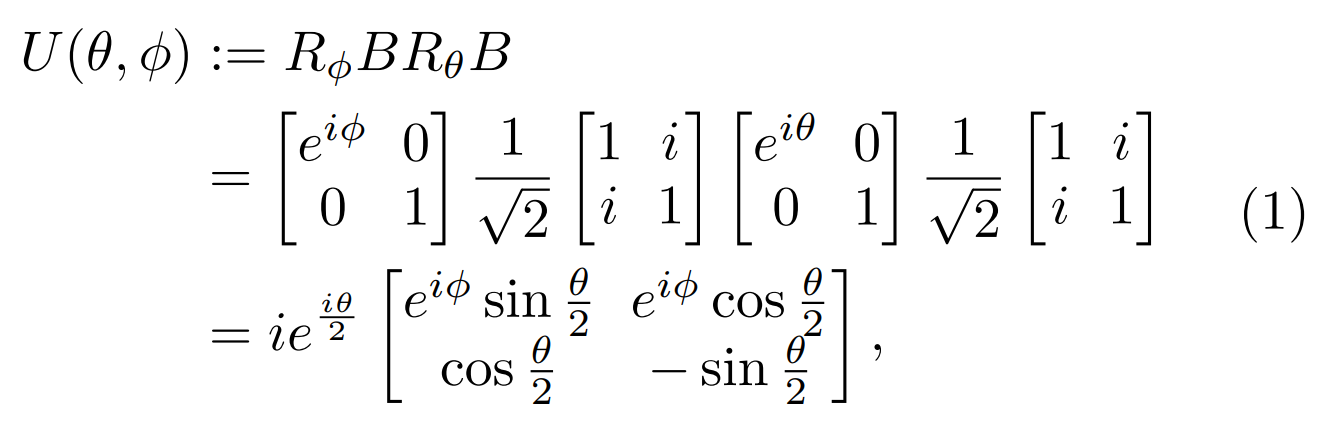 U(θ, ϕ) := R_ϕ B R_θ B
= [e^{iϕ} 0; 0 1] 1/√2 [1 i; i 1] [e^{iθ} 0; 0 1] 1/√2 [1 i; i 1] (1)
= ie^{iθ/2} [e^{iϕ} sin θ/2 e^{iϕ} cos θ/2; cos θ/2 − sin θ/2],